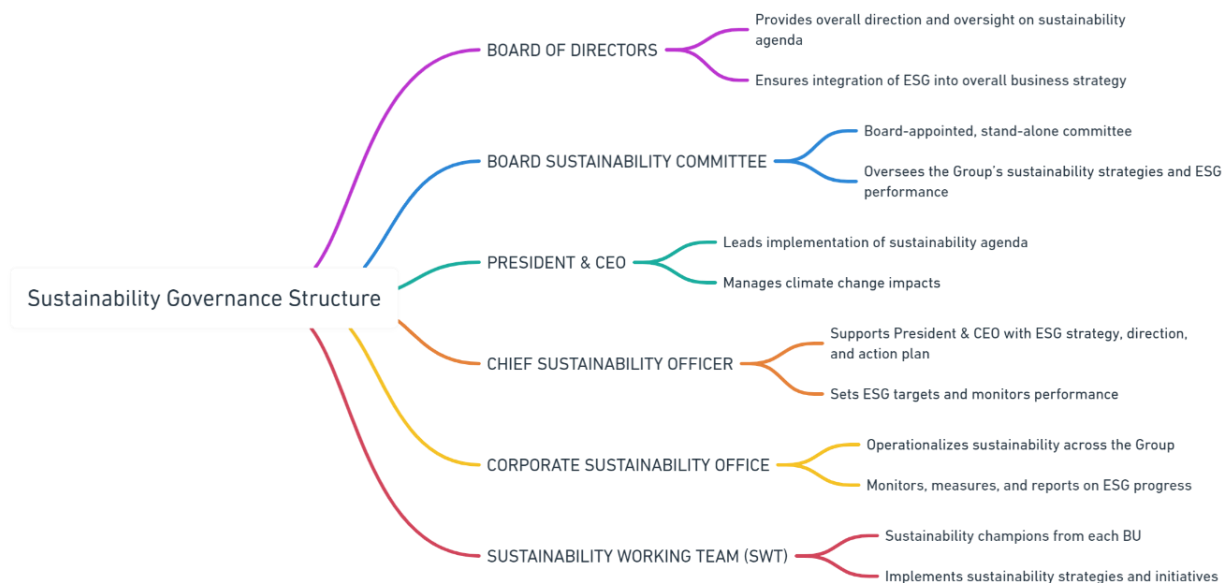 Sustainability Governance Structure
BOARD OF DIRECTORS
Provides overall direction and oversight on sustainability
agenda
Ensures integration of ESG into overall business strategy
BOARD SUSTAINABILITY COMMITTEE
Board-appointed, stand-alone committee
Oversees the Group's sustainability strategies and ESG
performance
PRESIDENT & CEO
Leads implementation of sustainability agenda
Manages climate change impacts
CHIEF SUSTAINABILITY OFFICER
Supports President & CEO with ESG strategy, direction,
and action plan
Sets ESG targets and monitors performance
CORPORATE SUSTAINABILITY OFFICE
Operationalizes sustainability across the Group
Monitors, measures, and reports on ESG progress
SUSTAINABILITY WORKING TEAM (SWT)
Sustainability champions from each BU
Implements sustainability strategies and initiatives